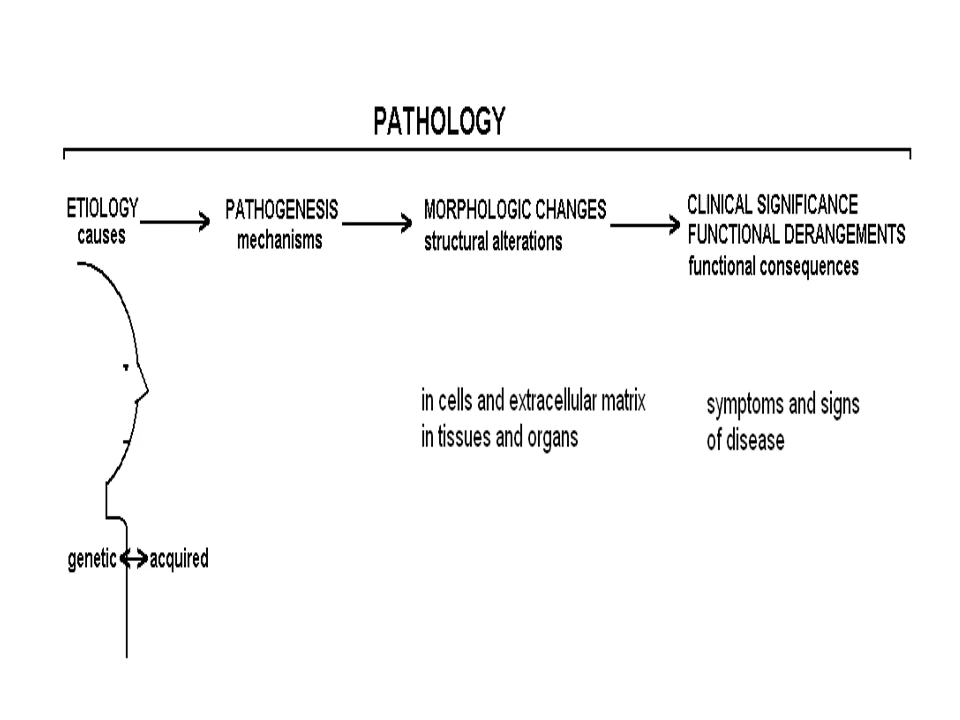 PATHOLOGY
ETIOLOGY
causes
PATHOGENESIS
mechanisms
MORPHOLOGIC CHANGES
structural alterations
CLINICAL SIGNIFICANCE
FUNCTIONAL DERANGEMENTS
functional consequences
in cells and extracellular matrix
in tissues and organs
symptoms and signs
of disease
genetic acquired